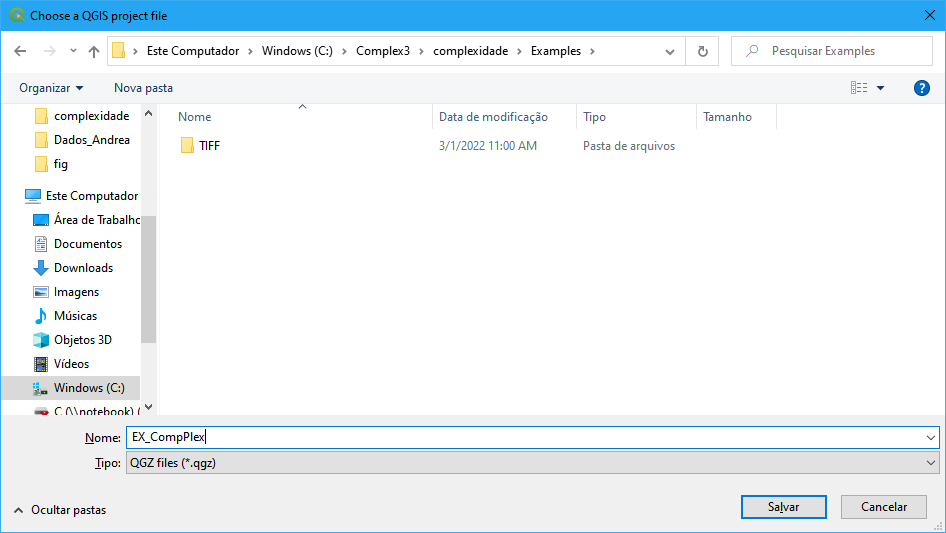 Choose a QGIS project file
Este Computador > Windows (C:) > Complex3 > complexidade > Examples >
Pesquisar Examples
Organizar
Nova pasta
?
complexidade
Dados_Andrea
fig
Este Computador
Área de Trabalho
Documentos
Downloads
Imagens
Músicas
Objetos 3D
Vídeos
Windows (C:)
C (\\notebook) (
Nome Data de modificação Tipo Tamanho
TIFF 3/1/2022 11:00 AM Pasta de arquivos
Nome: EX_CompPlex
Tipo: QGZ files (*.qgz)
Ocultar pastas
Salvar
Cancelar